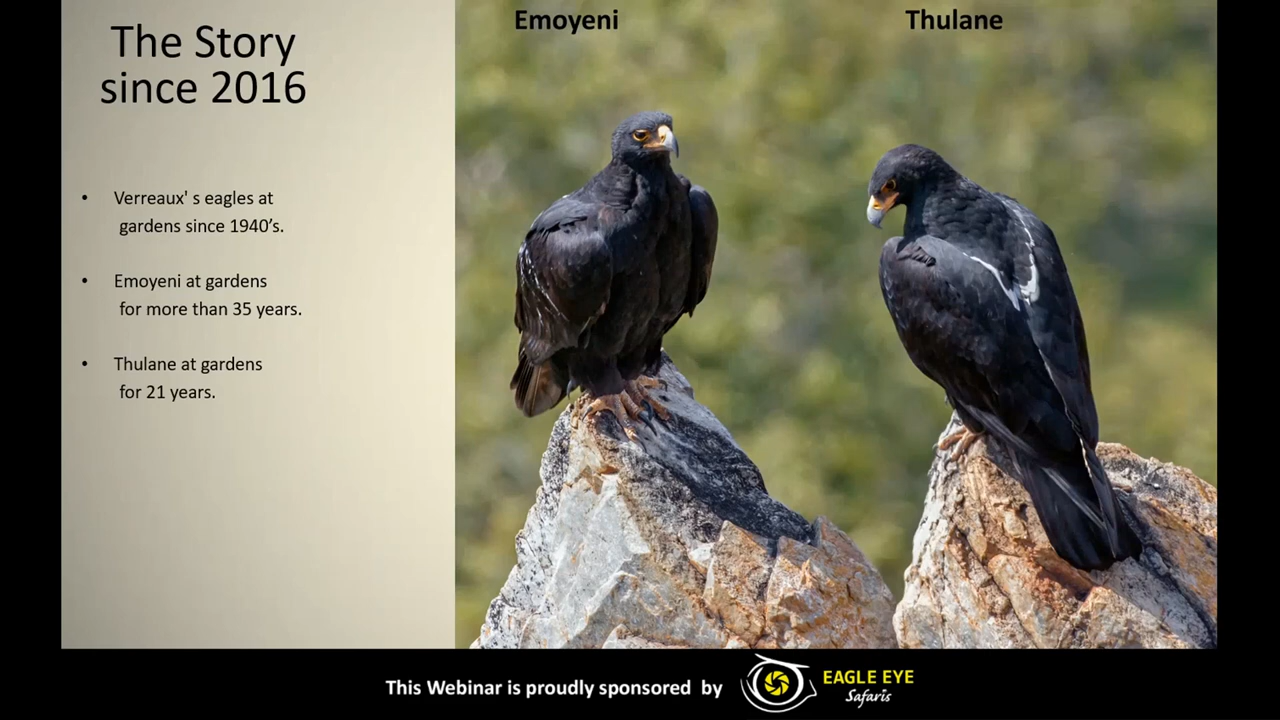 The Story
since 2016
Emoyeni
Thulane
• Verreaux' s eagles at
gardens since 1940's.
• Emoyeni at gardens
for more than 35 years.
• Thulane at gardens
for 21 years.
This Webinar is proudly sponsored by
EAGLE EYE
Safaris